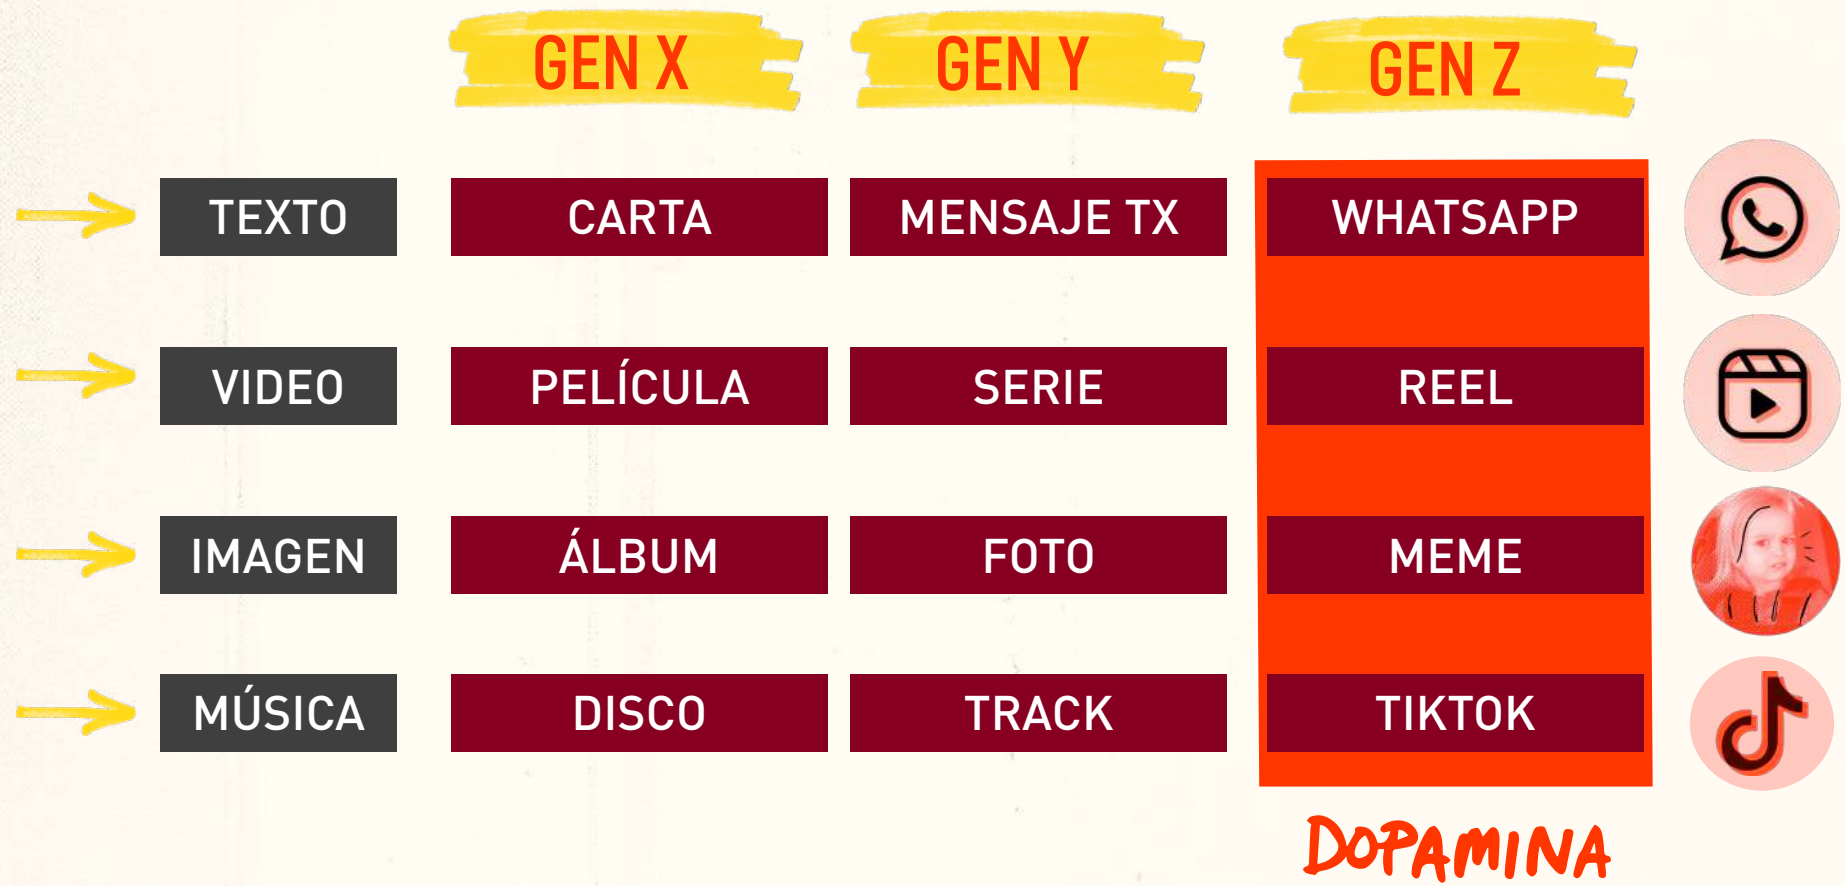 GEN X GEN Y GEN Z
TEXTO CARTA MENSAJE TX WHATSAPP
VIDEO PELÍCULA SERIE REEL
IMAGEN ÁLBUM FOTO MEME
MÚSICA DISCO TRACK TIKTOK
DOPAMINA